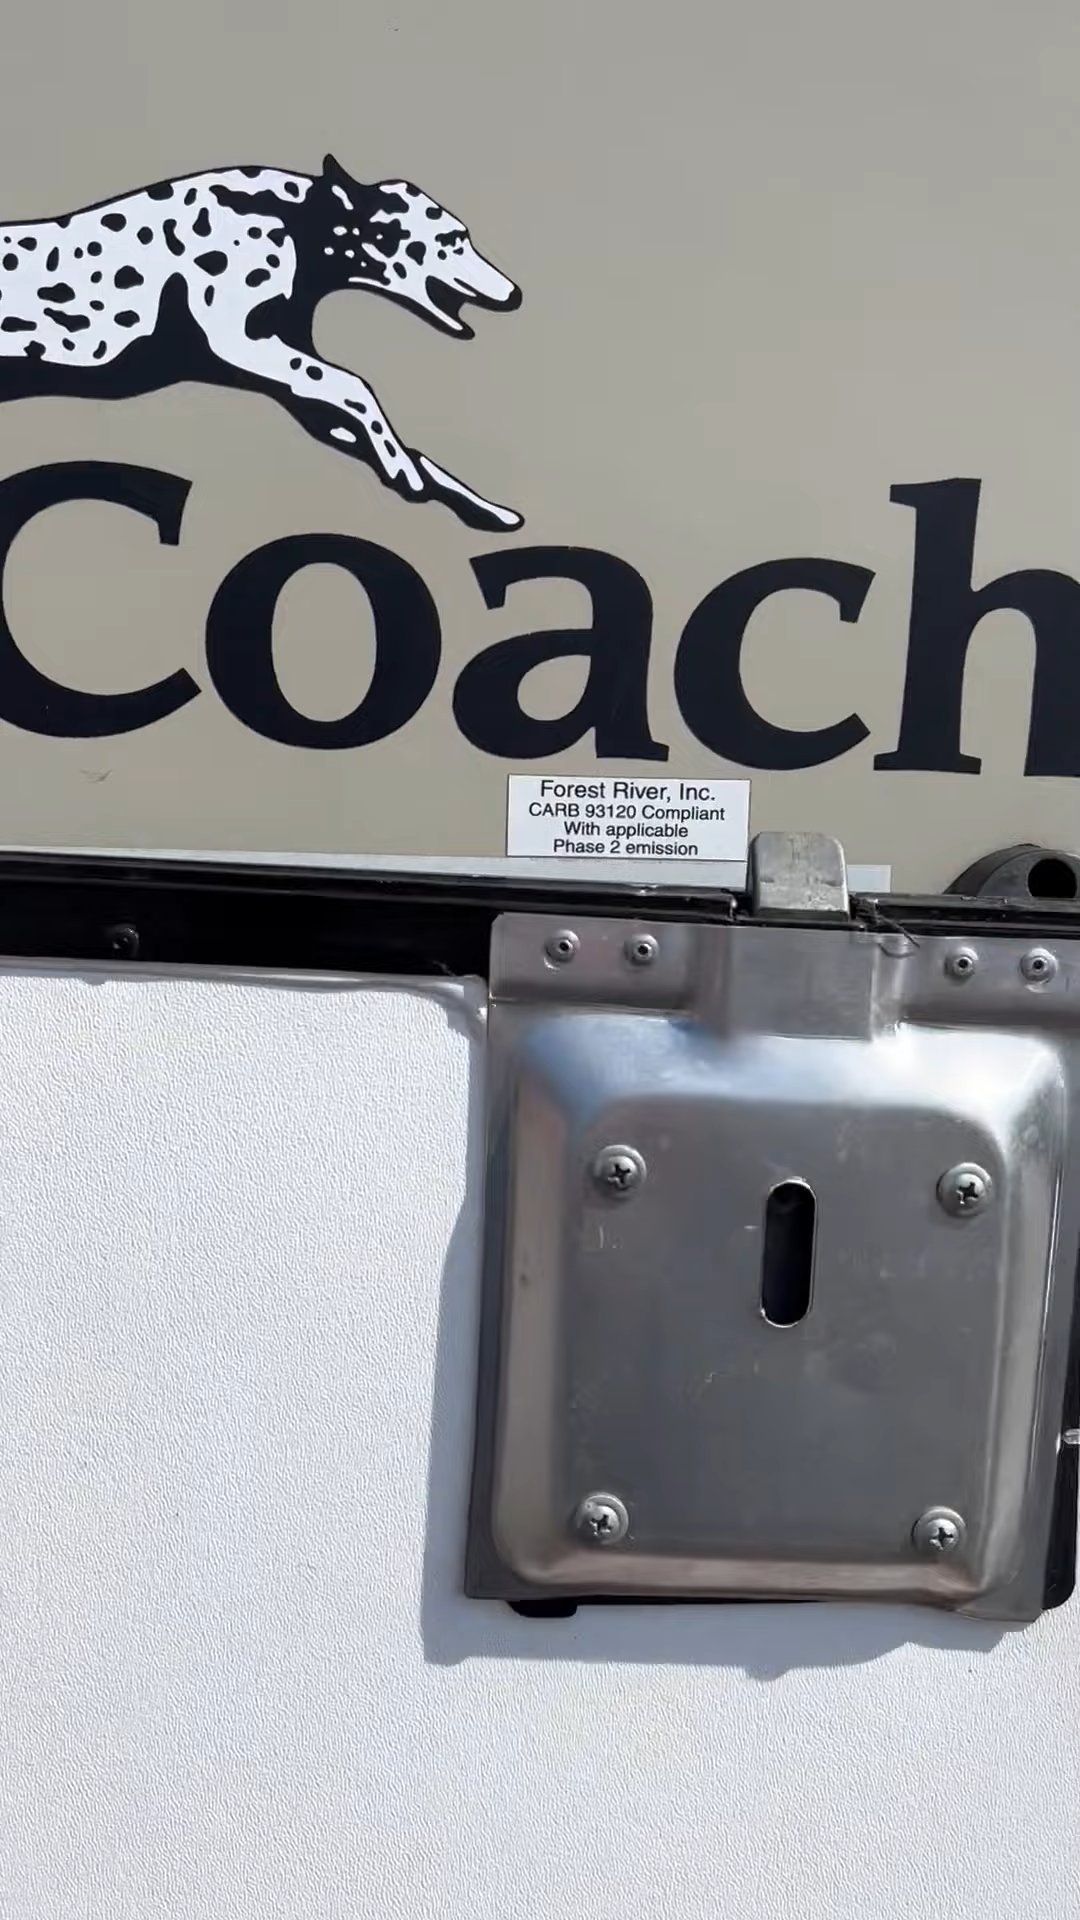 Coach
Forest River, Inc.
CARB 93120 Compliant
With applicable
Phase 2 emission